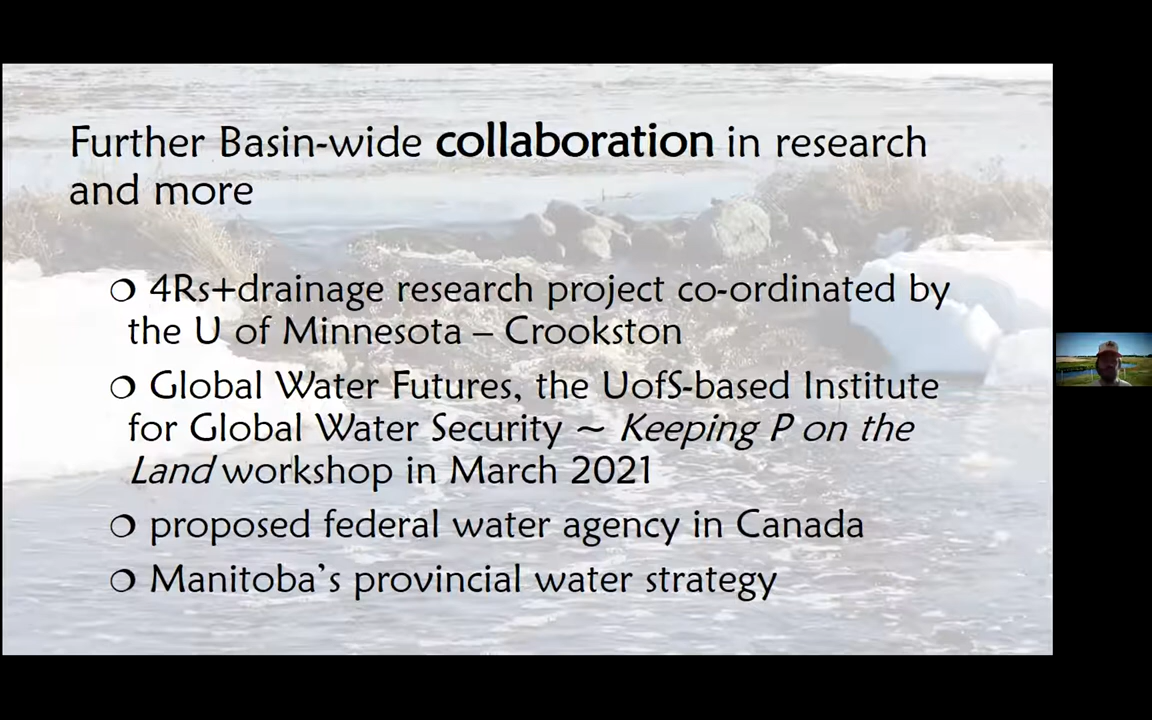 Further Basin-wide collaboration in research
and more
❍ 4Rs+drainage research project co-ordinated by
the U of Minnesota – Crookston
❍ Global Water Futures, the UofS-based Institute
for Global Water Security ~ Keeping P on the
Land workshop in March 2021
❍ proposed federal water agency in Canada
❍ Manitoba's provincial water strategy